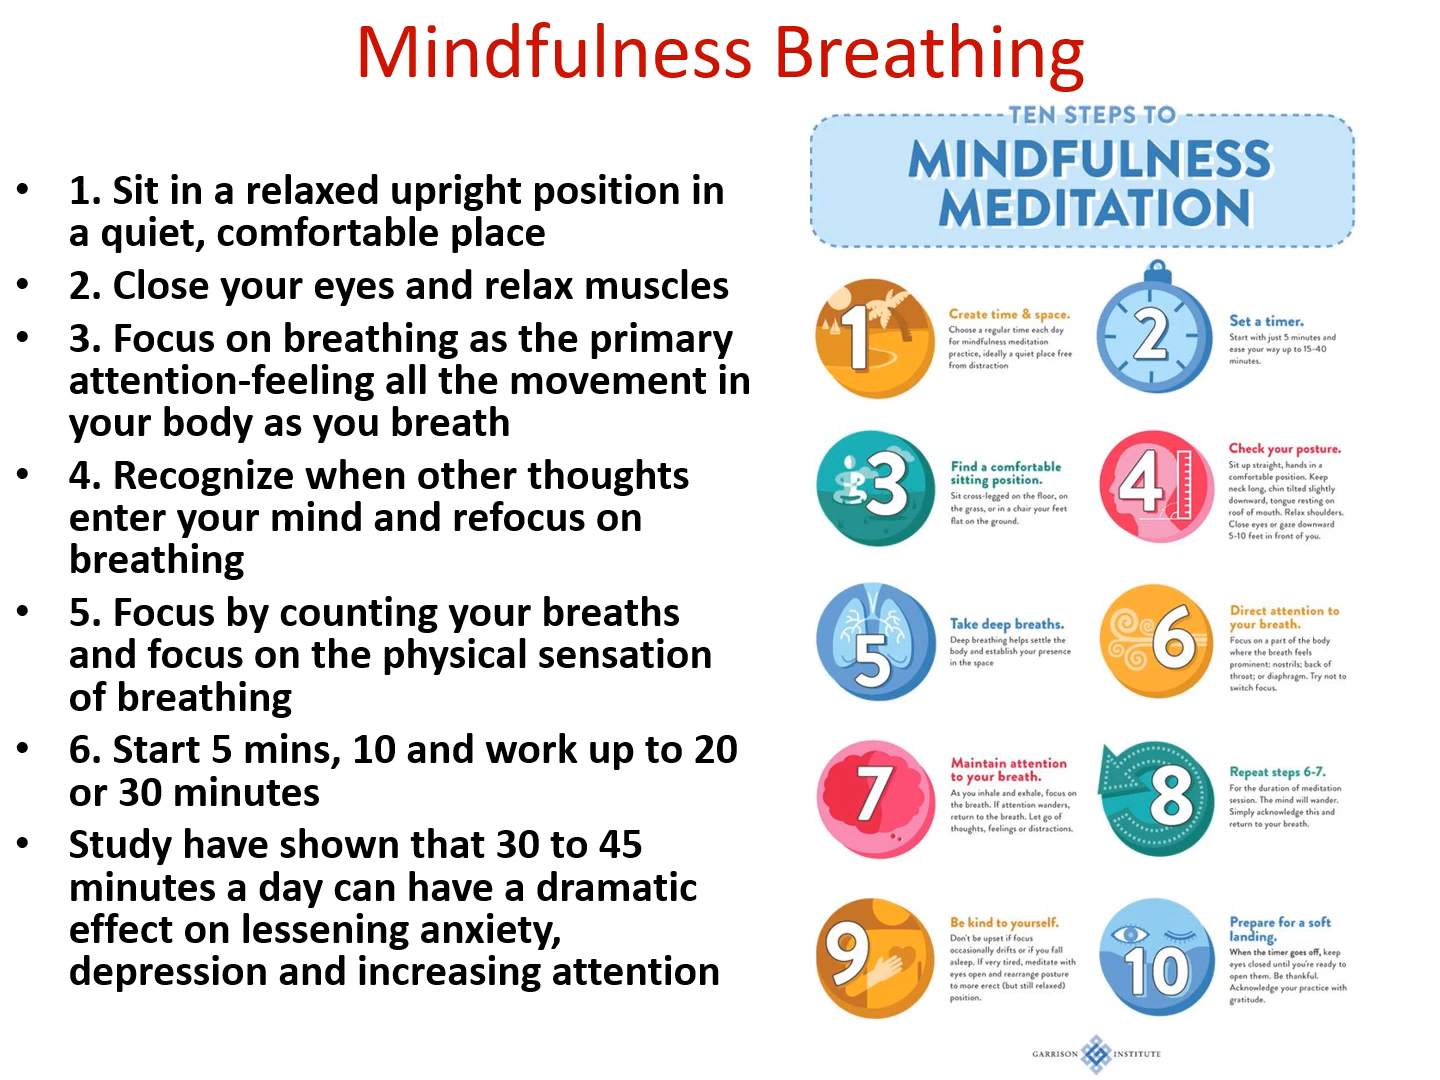 Mindfulness Breathing
• 1. Sit in a relaxed upright position in
a quiet, comfortable place
• 2. Close your eyes and relax muscles
• 3. Focus on breathing as the primary
attention-feeling all the movement in
your body as you breath
• 4. Recognize when other thoughts
enter your mind and refocus on
breathing
• 5. Focus by counting your breaths
and focus on the physical sensation
of breathing
• 6. Start 5 mins, 10 and work up to 20
or 30 minutes
• Study have shown that 30 to 45
minutes a day can have a dramatic
effect on lessening anxiety,
depression and increasing attention
TEN STEPS TO
MINDFULNESS
MEDITATION
1
Create time & space.
Choose a regular time each day
for mindfulness meditation
practice, ideally a quiet place free
from distraction
2
Set a timer.
Start with just 5 minutes and
ease your way up to 15-40
minutes.
3
Find a comfortable
sitting position.
Sit cross-legged on the floor, on
the grass, or in a chair your feet
flat on the ground.
4
Check your posture.
Sit up straight, hands in a
comfortable position. Keep
neck long, chin tilted slightly
downward, tongue resting on
roof of mouth. Relax shoulders.
Close eyes or gaze downward
5-10 feet in front of you.
5
Take deep breaths.
Deep breathing helps settle the
body and establish your presence
in the space
6
Direct attention to
your breath.
Focus on a part of the body
where the breath feels
prominent: nostrils; back of
throat; or diaphragm. Try not to
switch focus.
7
Maintain attention
to your breath.
As you inhale and exhale, focus on
the breath. If attention wanders,
return to the breath. Let go of
thoughts, feelings or distractions.
8
Repeat steps 6-7.
For the duration of meditation
session. The mind will wander.
Simply acknowledge this and
return to your breath.
9
Be kind to yourself.
Don't be upset if focus
occasionally drifts or if you fall
asleep. If very tired, meditate with
eyes open and rearrange posture
to more erect (but still relaxed)
position.
10
Prepare for a soft
landing.
When the timer goes off, keep
eyes closed until you're ready to
open them. Be thankful.
Acknowledge your practice with
gratitude.
GARRISON INSTITUTE